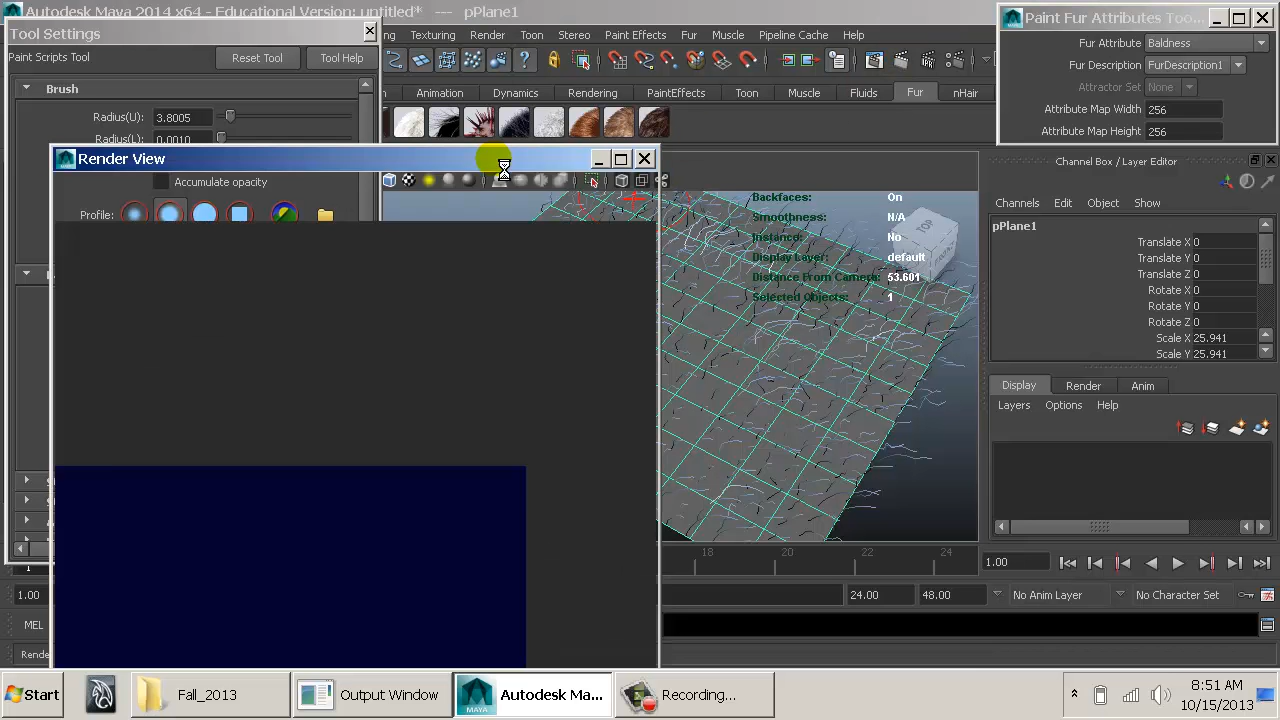 Autodesk Maya 2014 x64 - Educational Version: untitled* --- pPlane1
Tool Settings
Paint Fur Attributes Too...
Texturing Render Toon Stereo Paint Effects Fur Muscle Pipeline Cache Help
Fur Attribute Baldness
Paint Scripts Tool Reset Tool Tool Help
Fur Description FurDescription1
Brush
Attractor Set None
Animation Dynamics Rendering PaintEffects Toon Muscle Fluids Fur nHair
Attribute Map Width 256
Radius(U): 3.8005
Attribute Map Height 256
Radius(L): 0.0010
Render View
Channel Box / Layer Editor
Accumulate opacity
Backfaces: On
Channels Edit Object Show
Profile:
Smoothness: N/A
TOP
pPlane1
Instance: No
Translate X 0
Display Layer: default
Translate Y 0
Distance From Camera: 53.601
Translate Z 0
Selected Objects: 1
Rotate X 0
Rotate Y 0
Rotate Z 0
Scale X 25.941
Scale Y 25.941
Display Render Anim
Layers Options Help
18 20 22 24
1.00
1.00 24.00 48.00 No Anim Layer No Character Set
MEL
Rende
Start Fall_2013 Output Window Autodesk Ma... Recording...
8:51 AM
10/15/2013